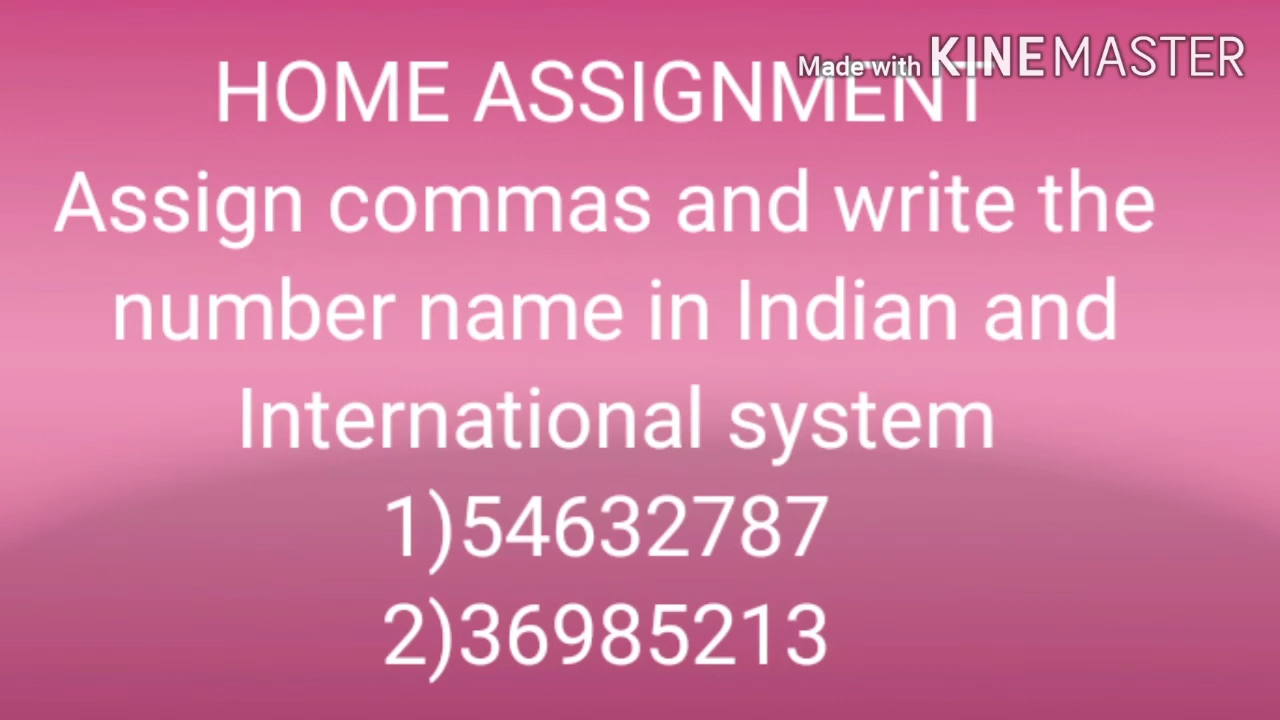 Made with KINEMASTER
HOME ASSIGNMENT
Assign commas and write the
number name in Indian and
International system
1)54632787
2)36985213